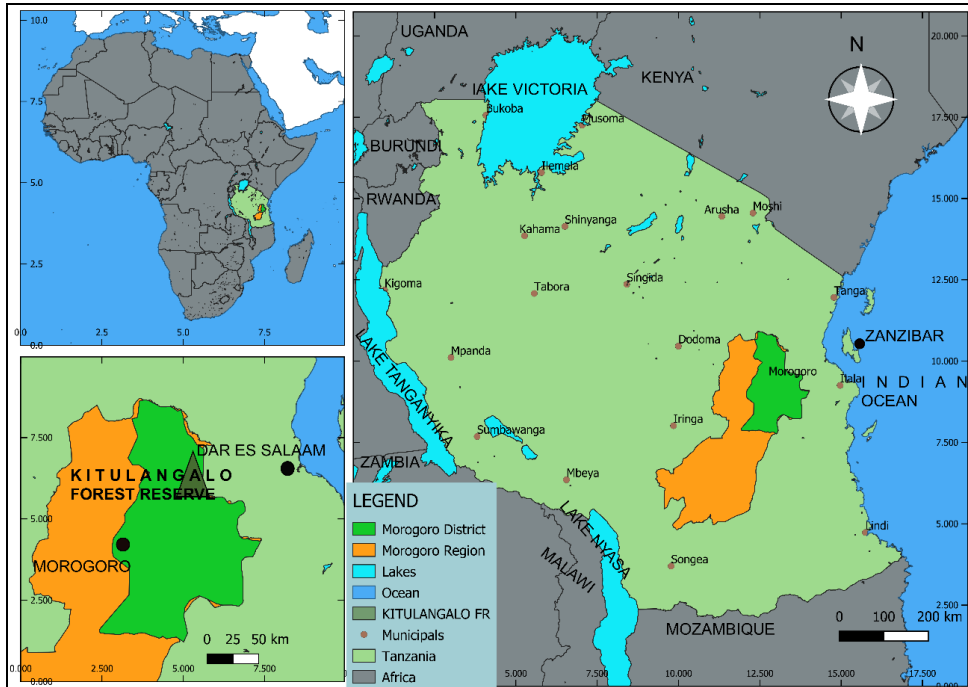 10.0
7.5
5.0
2.5
0.0
0.0
2.5
5.0
7.5
UGANDA
KENYA
N
20.000
lAKE VICTORIA
Bukoba
Musoma
17.500
BURUNDI
Ilemela
RWANDA
15.000
Arusha
Moshi
Shinyanga
Kahama
12.500
Singida
Kigoma
Tabora
Tanga
ZANZIBAR
Dodoma
Mpanda
10.000
LAKE TANGANYIKA
Morogoro
Ilala
INDIAN
OCEAN
Iringa
7.500
Sumbawanga
ZAMBIA
Mbeya
5.000
LAKE NYASA
Lindi
MALAWI
Songea
0 100 200 km
2.500
MOZAMBIQUE
0.000
5.000
7.500
10.000
12.500
15.000
7.500
DAR ES SALAAM
KITULANGALO
FOREST RESERVE
5.000
MOROGORO
2.500
0 25 50 km
0.000
0.000
2.500
5.000
7.500
LEGEND
Morogoro District
Morogoro Region
Lakes
Ocean
KITULANGALO FR
Municipals
Tanzania
Africa